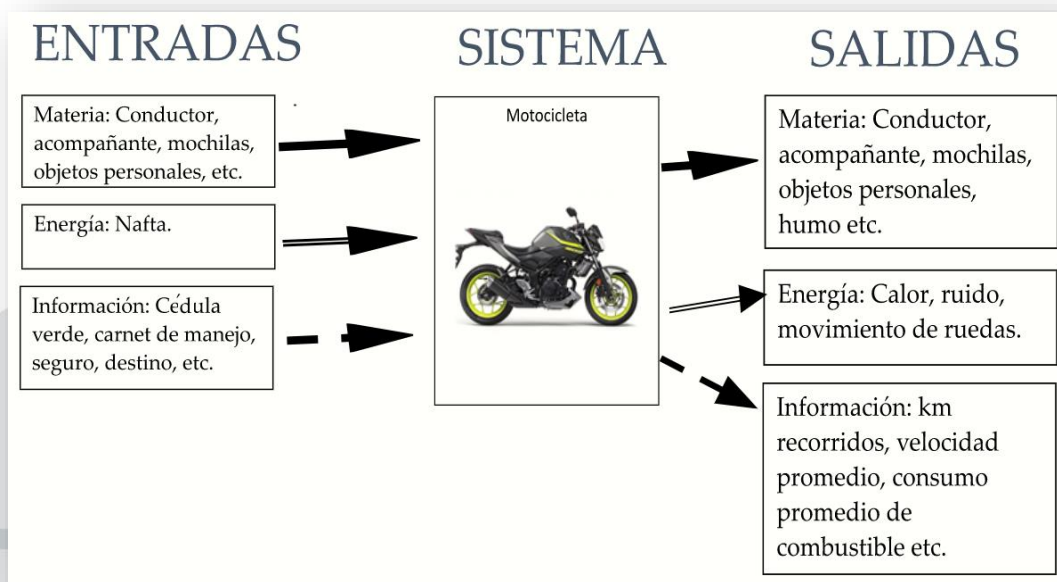 ENTRADAS
SISTEMA
SALIDAS
Materia: Conductor,
acompañante, mochilas,
objetos personales, etc.
Energía: Nafta.
Información: Cédula
verde, carnet de manejo,
seguro, destino, etc.
Motocicleta
Materia: Conductor,
acompañante, mochilas,
objetos personales,
humo etc.
Energía: Calor, ruido,
movimiento de ruedas.
Información: km
recorridos, velocidad
promedio, consumo
promedio de
combustible etc.